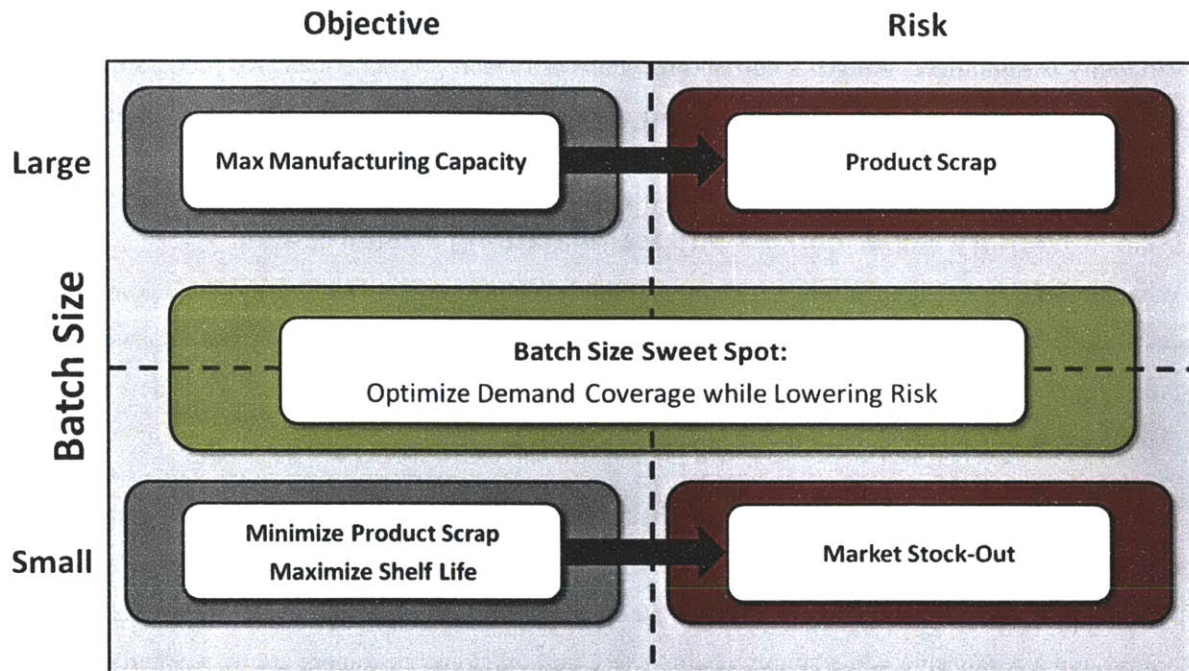 Objective
Risk
Large
Max Manufacturing Capacity
Product Scrap
Batch Size
Batch Size Sweet Spot:
Optimize Demand Coverage while Lowering Risk
Small
Minimize Product Scrap
Maximize Shelf Life
Market Stock-Out